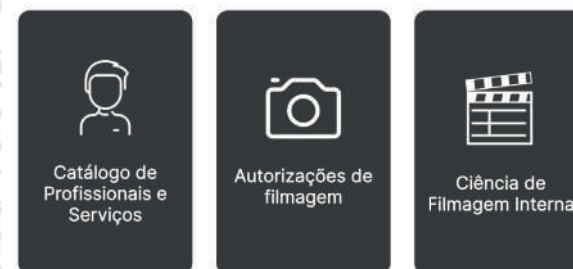 Catálogo de
Profissionais e
Serviços
Autorizações de
filmagem
Ciência de
Filmagem Interna